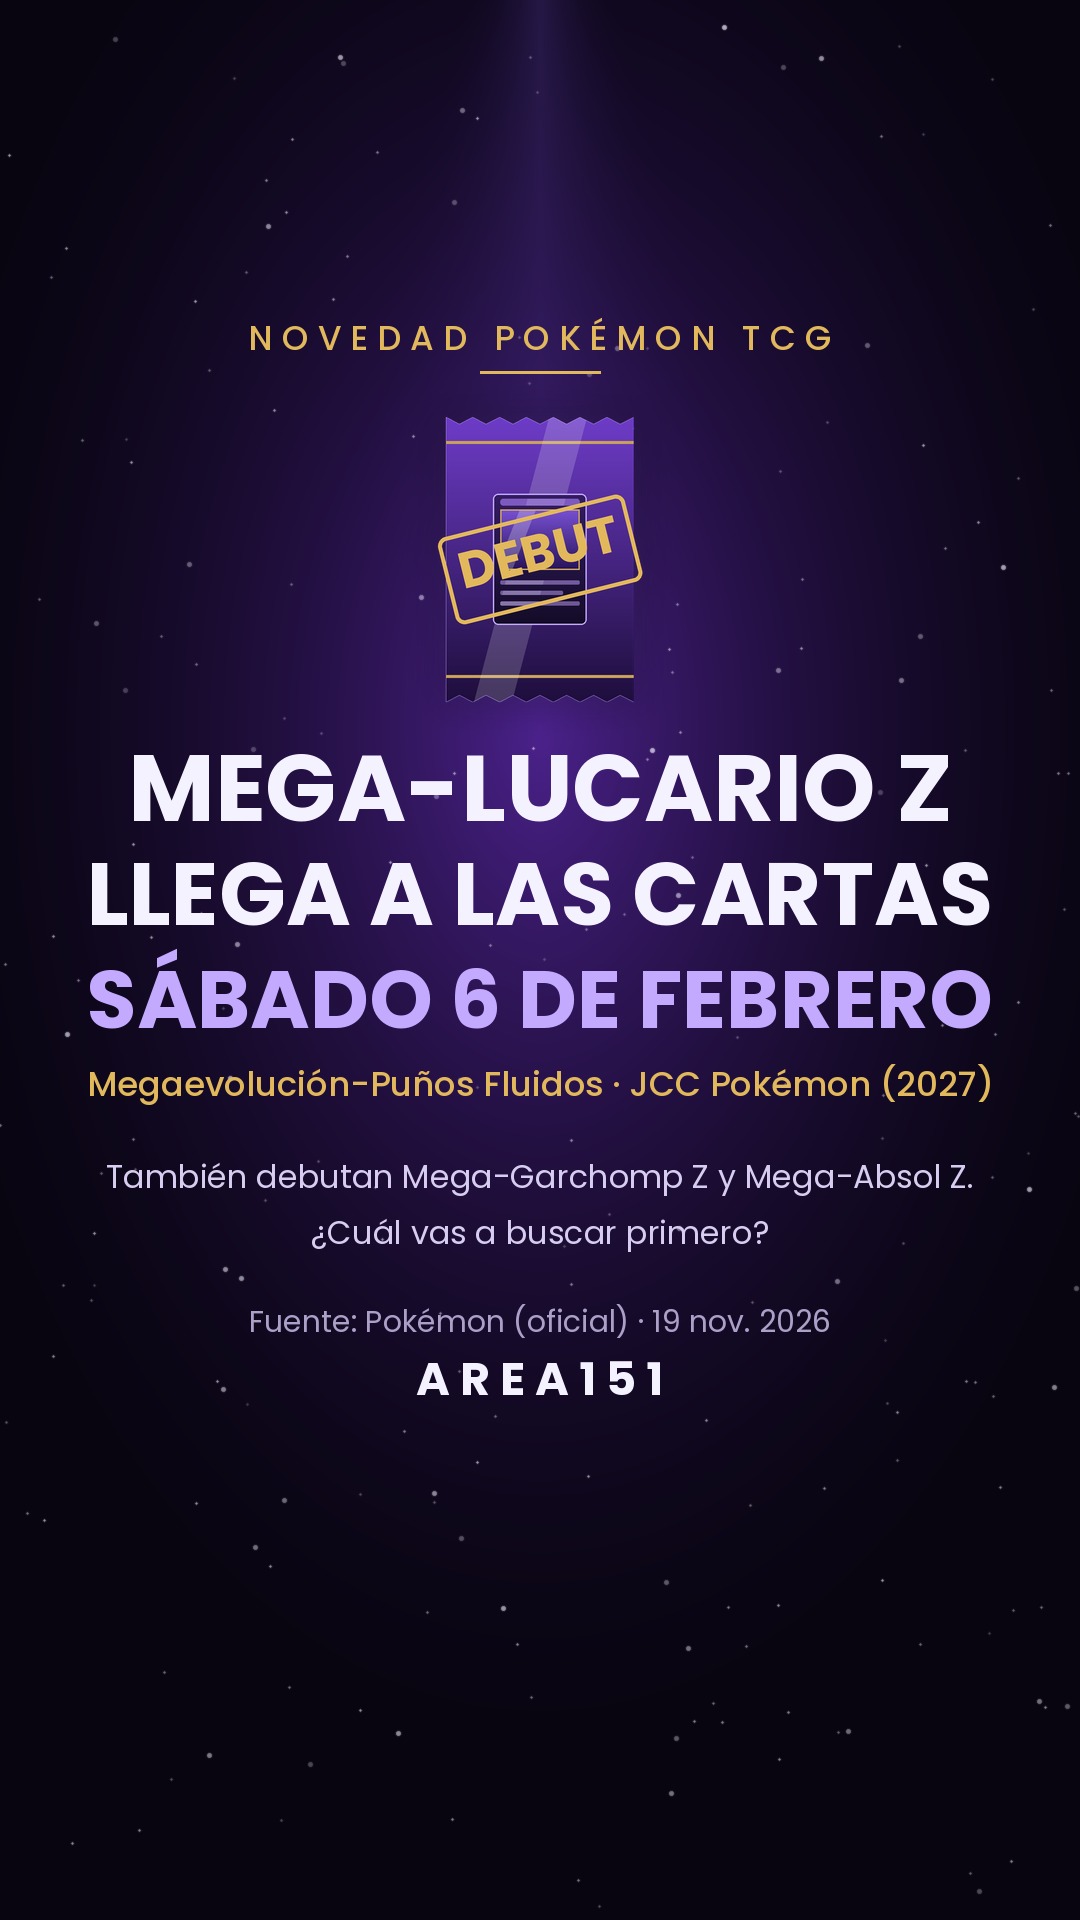 NOVEDAD POKÉMON TCG
DEBUT
MEGA-LUCARIO Z
LLEGA A LAS CARTAS
SÁBADO 6 DE FEBRERO
Megaevolución-Puños Fluidos · JCC Pokémon (2027)
También debutan Mega-Garchomp Z y Mega-Absol Z.
¿Cuál vas a buscar primero?
Fuente: Pokémon (oficial) · 19 nov. 2026
AREA151